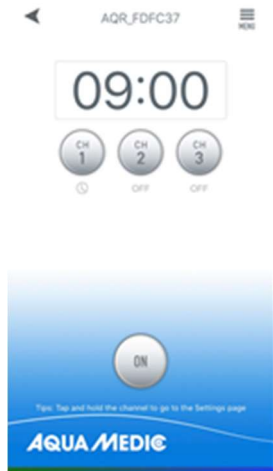 AQR_FDFC37
MENU
09:00
CH 1
CH 2
CH 3
OFF
OFF
ON
Tips: Tap and hold the channel to go to the Settings page
AQUA MEDIC